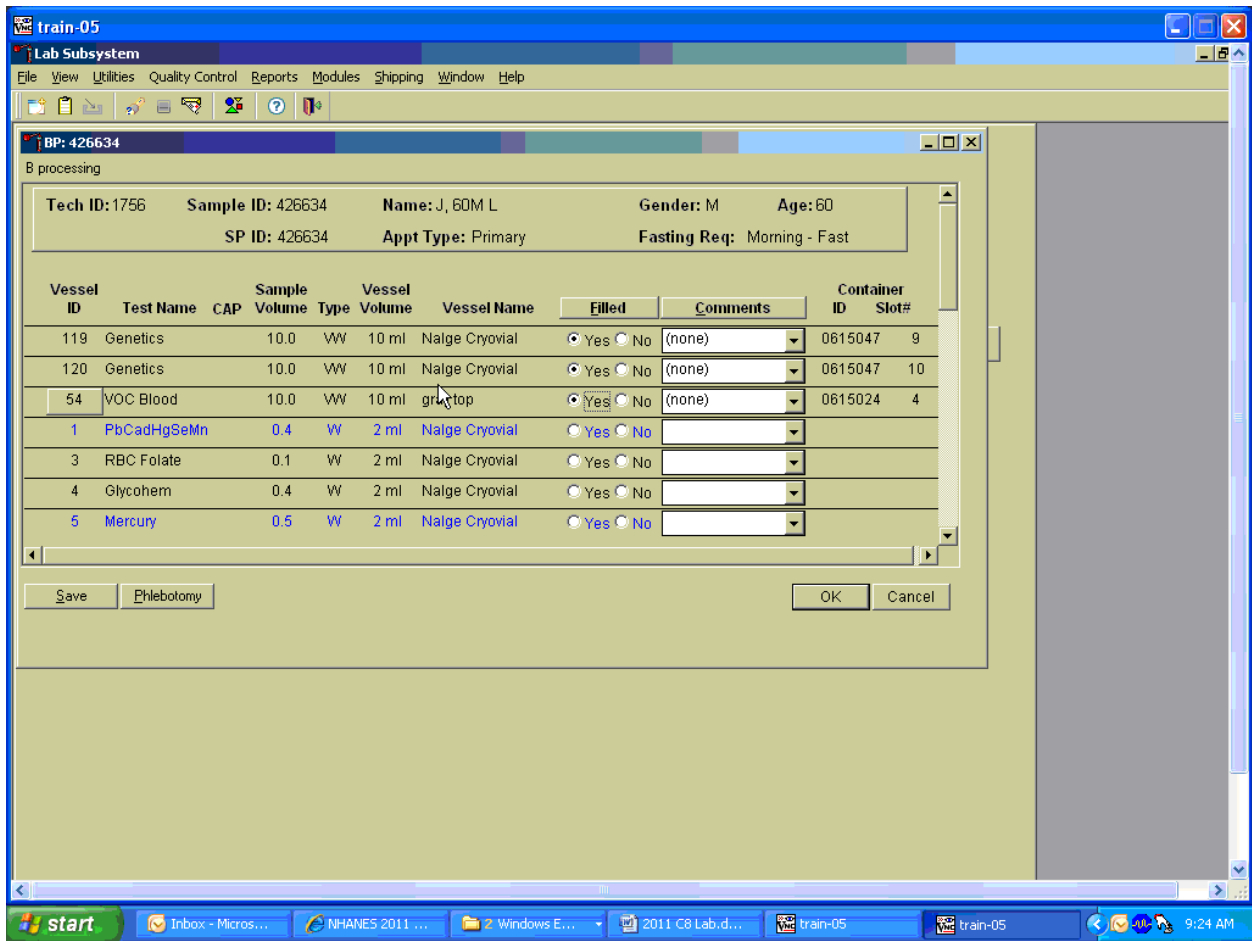 train-05
Lab Subsystem
File View Utilities Quality Control Reports Modules Shipping Window Help
BP: 426634
B processing
Tech ID: 1756 Sample ID: 426634 Name: J, 60M L Gender: M Age: 60
SP ID: 426634 Appt Type: Primary Fasting Req: Morning - Fast
Vessel ID Test Name CAP Sample Volume Type Vessel Volume Vessel Name Filled Comments Container ID Slot#
119 Genetics 10.0 VW 10 ml Nalge Cryovial Yes No (none) 0615047 9
120 Genetics 10.0 VW 10 ml Nalge Cryovial Yes No (none) 0615047 10
54 VOC Blood 10.0 VW 10 ml top Yes No (none) 0615024 4
1 PbCadHgSeMn 0.4 W 2 ml Nalge Cryovial Yes No
3 RBC Folate 0.1 W 2 ml Nalge Cryovial Yes No
4 Glycohem 0.4 W 2 ml Nalge Cryovial Yes No
5 Mercury 0.5 W 2 ml Nalge Cryovial Yes No
Save Phlebotomy OK Cancel
start Inbox - Micros... NHANES 2011 ... 2 Windows E... 2011 C8 Lab.d... train-05 train-05 9:24 AM